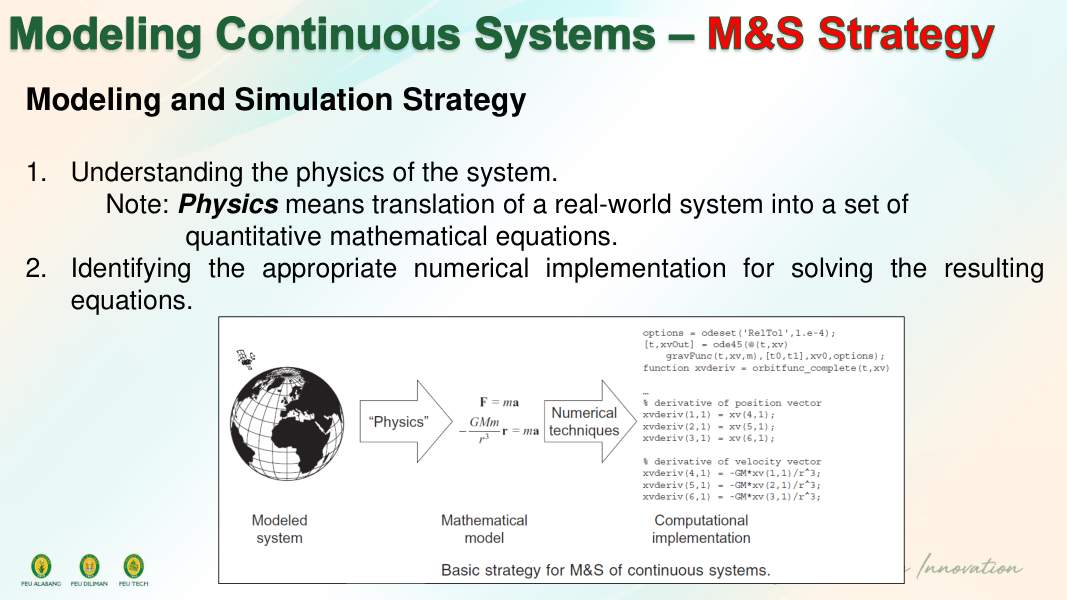 Modeling Continuous Systems – M&S Strategy
Modeling and Simulation Strategy
1. Understanding the physics of the system.
Note: Physics means translation of a real-world system into a set of
quantitative mathematical equations.
2. Identifying the appropriate numerical implementation for solving the resulting
equations.
"Physics"
F = ma
−GMm/r³ r = ma
Numerical
techniques
options = odeset('RelTol',1.e-4);
[t,xvOut] = ode45(@(t,xv)
gravFunc(t,xv,m),[t0,t1],xv0,options);
function xvderiv = orbitfunc_complete(t,xv)
…
% derivative of position vector
xvderiv(1,1) = xv(4,1);
xvderiv(2,1) = xv(5,1);
xvderiv(3,1) = xv(6,1);
% derivative of velocity vector
xvderiv(4,1) = -GM*xv(1,1)/r^3;
xvderiv(5,1) = -GM*xv(2,1)/r^3;
xvderiv(6,1) = -GM*xv(3,1)/r^3;
Modeled
system
Mathematical
model
Computational
implementation
Basic strategy for M&S of continuous systems.
FEU ALABANG
FEU DILIMAN
FEU TECH
Innovation